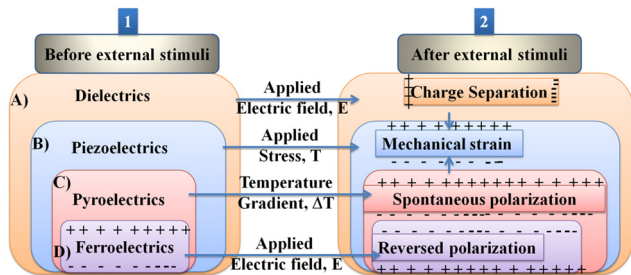 1
2
Before external stimuli
After external stimuli
A)
Dielectrics
Applied
Electric field, E
+ + + Charge Separation
+ + + + + + + + + +
B)
Piezoelectrics
Applied
Stress, T
Mechanical strain
C)
Pyroelectrics
Temperature
Gradient, ΔT
+ + + + + + + + + + + + + + +
Spontaneous polarization
+ + + + + + + + +
D)
Ferroelectrics
Applied
Electric field, E
Reversed polarization
+ + + + + + + + + + + +